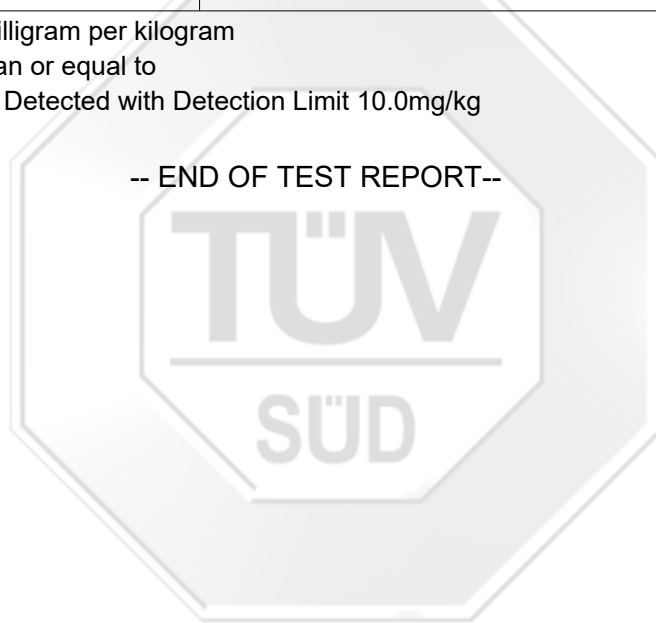 illigram per kilogram
an or equal to
Detected with Detection Limit 10.0mg/kg
-- END OF TEST REPORT--
TÜV
SÜD